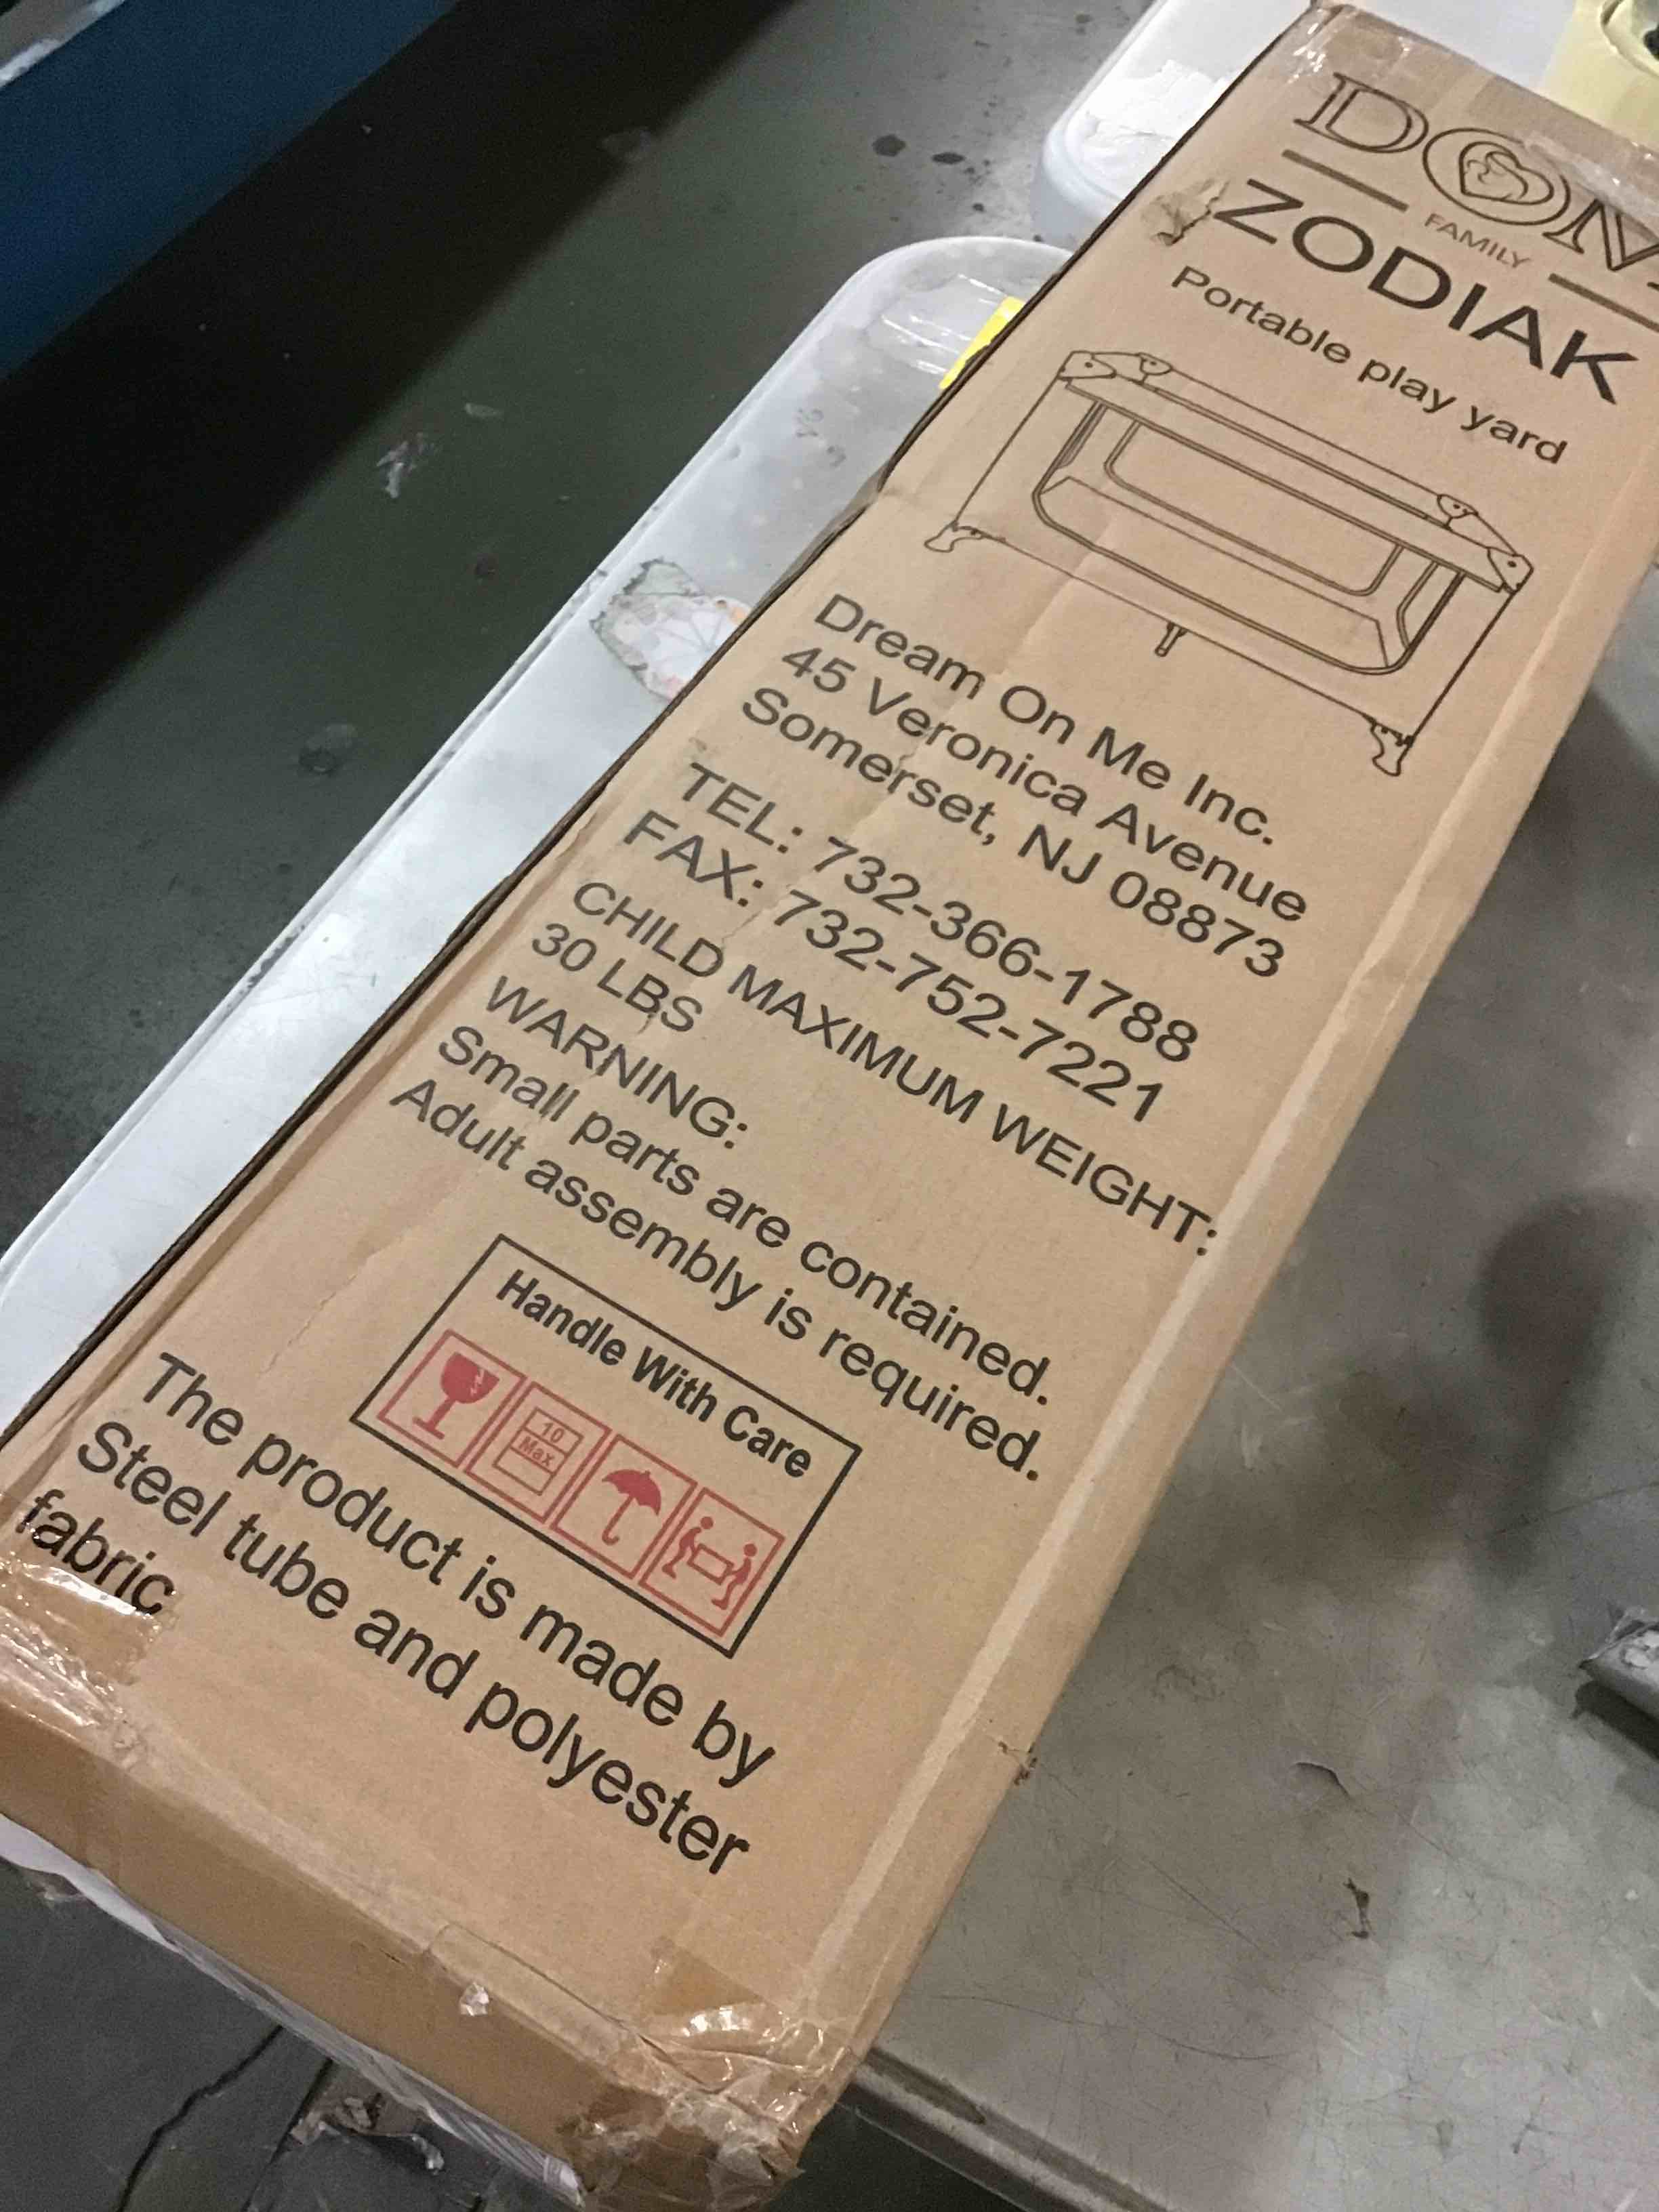 DOM
FAMILY
ZODIAK
Portable play yard
Dream On Me Inc.
45 Veronica Avenue
Somerset, NJ 08873
TEL: 732-366-1788
FAX: 732-752-7221
CHILD MAXIMUM WEIGHT:
30 LBS
WARNING:
Small parts are contained.
Adult assembly is required.
Handle With Care
10
Max
The product is made by
Steel tube and polyester
fabric